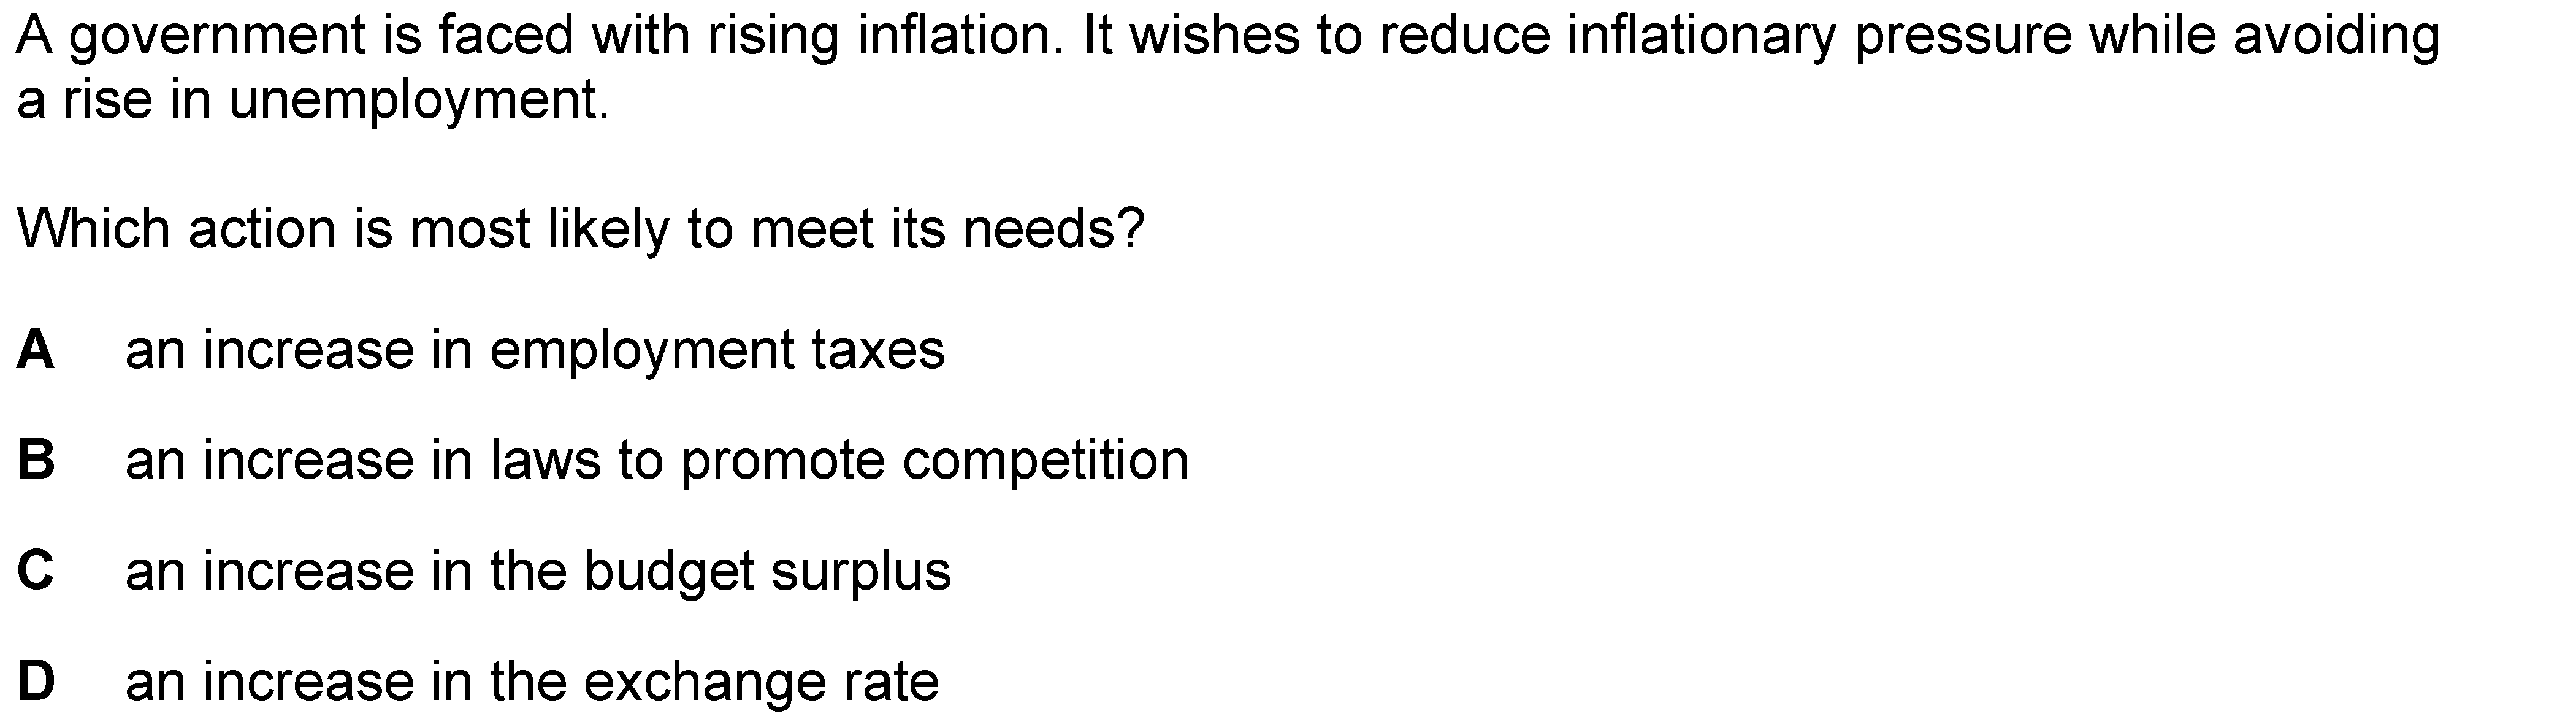 A government is faced with rising inflation. It wishes to reduce inflationary pressure while avoiding
a rise in unemployment.
Which action is most likely to meet its needs?
A an increase in employment taxes
B an increase in laws to promote competition
C an increase in the budget surplus
D an increase in the exchange rate